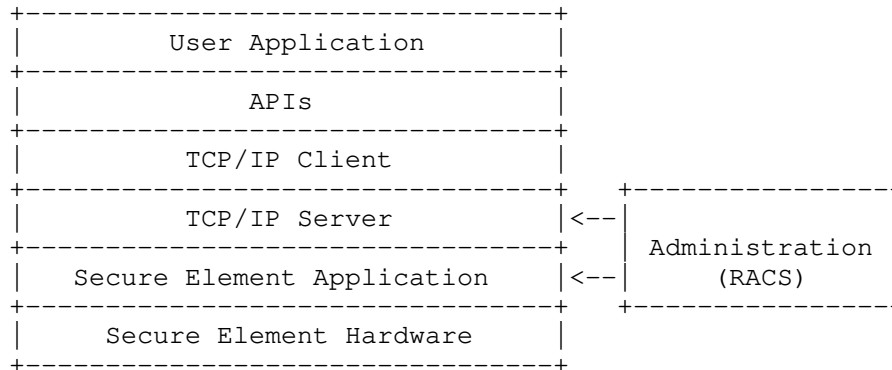 +---------------------------------+
|         User Application        |
+---------------------------------+
|              APIs               |
+---------------------------------+
|          TCP/IP Client          |
+---------------------------------+   +-----------------
|          TCP/IP Server          |<--|
+---------------------------------+   | Administration
|    Secure Element Application   |<--|     (RACS)
+---------------------------------+   +-----------------
|     Secure Element Hardware     |
+---------------------------------+